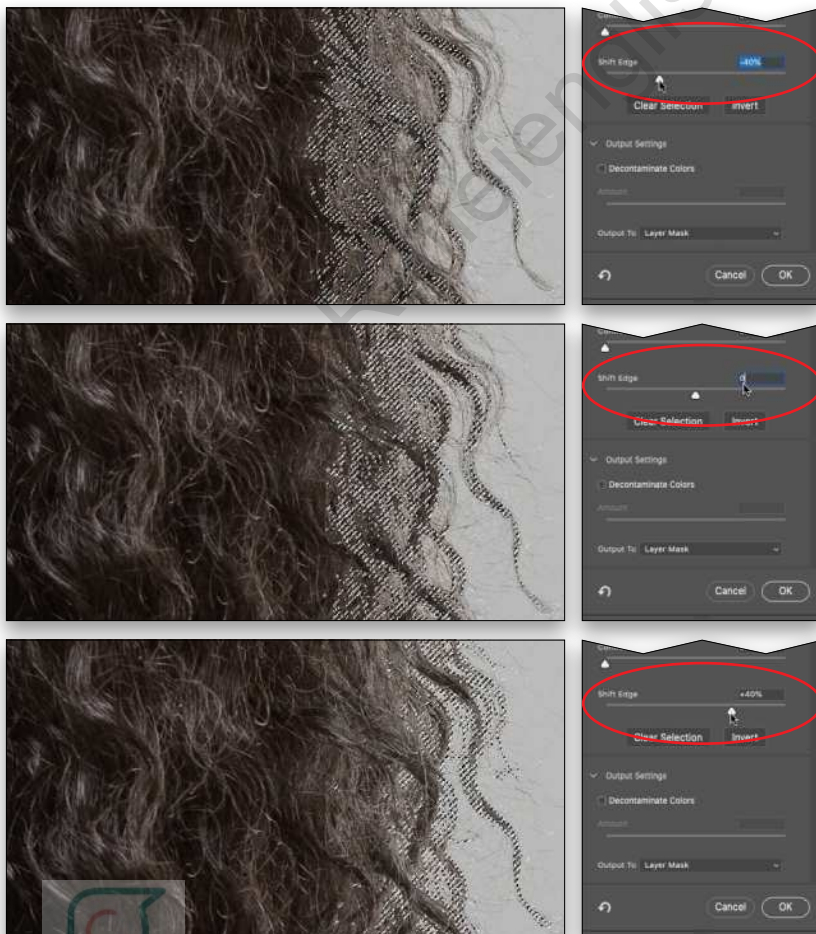 Shift Edge -40%
Clear Selection Invert
Output Settings
Decontaminate Colors
Amount
Output To Layer Mask
Cancel OK
Shift Edge 0
Clear Selection Invert
Output Settings
Decontaminate Colors
Amount
Output To Layer Mask
Cancel OK
Shift Edge +40%
Clear Selection Invert
Output Settings
Decontaminate Colors
Amount
Output To Layer Mask
Cancel OK